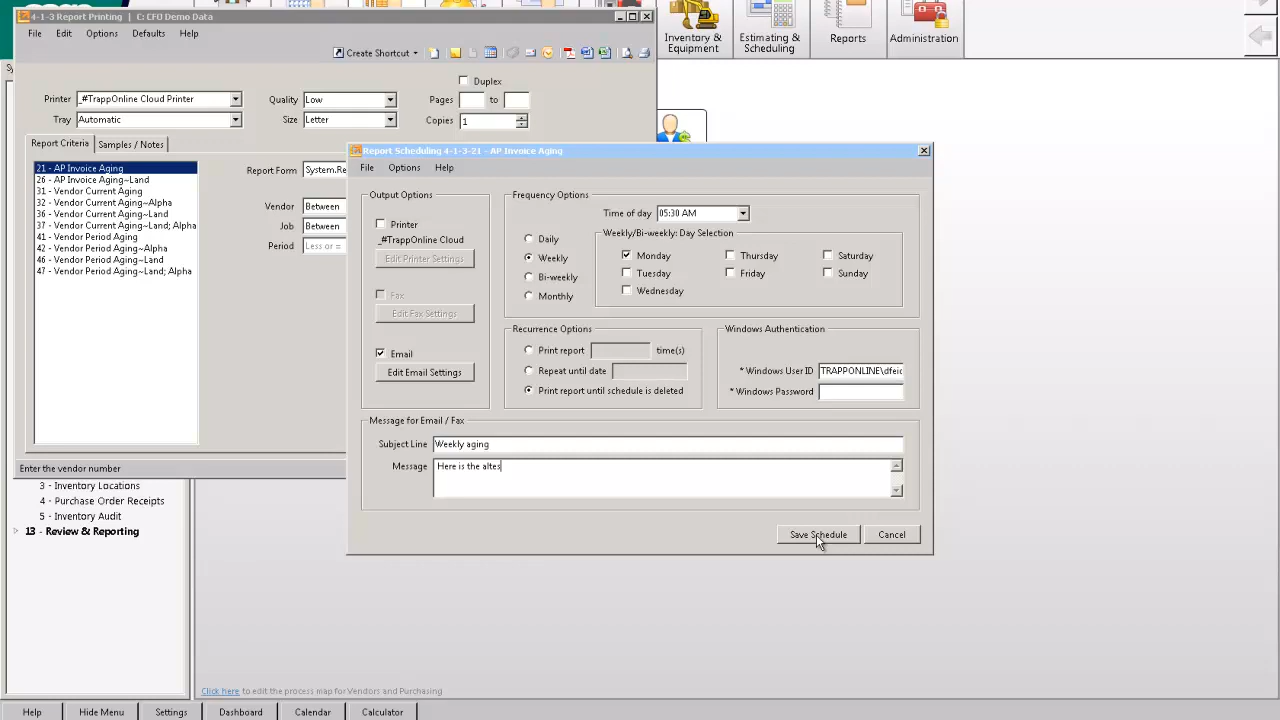 4-1-3 Report Printing | C: CFO Demo Data
File Edit Options Defaults Help
Create Shortcut
Inventory & Equipment
Estimating & Scheduling
Reports
Administration
Duplex
Printer _#TrappOnline Cloud Printer Quality Low Pages to
Tray Automatic Size Letter Copies 1
Report Criteria Samples / Notes
21 - AP Invoice Aging
26 - AP Invoice Aging~Land
31 - Vendor Current Aging
32 - Vendor Current Aging~Alpha
36 - Vendor Current Aging~Land
37 - Vendor Current Aging~Land; Alpha
41 - Vendor Period Aging
42 - Vendor Period Aging~Alpha
46 - Vendor Period Aging~Land
47 - Vendor Period Aging~Land; Alpha
Report Form System.Re
Vendor Between
Job Between
Period Less or =
Enter the vendor number
Report Scheduling 4-1-3-21 - AP Invoice Aging
File Options Help
Output Options
Printer
_#TrappOnline Cloud
Edit Printer Settings
Fax
Edit Fax Settings
Email
Edit Email Settings
Frequency Options
Time of day 05:30 AM
Daily
Weekly
Bi-weekly
Monthly
Weekly/Bi-weekly: Day Selection
Monday Thursday Saturday
Tuesday Friday Sunday
Wednesday
Recurrence Options
Print report time(s)
Repeat until date
Print report until schedule is deleted
Windows Authentication
* Windows User ID TRAPPONLINE\dfeic
* Windows Password
Message for Email / Fax
Subject Line Weekly aging
Message Here is the altes
Save Schedule Cancel
3 - Inventory Locations
4 - Purchase Order Receipts
5 - Inventory Audit
13 - Review & Reporting
Click here to edit the process map for Vendors and Purchasing
Help Hide Menu Settings Dashboard Calendar Calculator